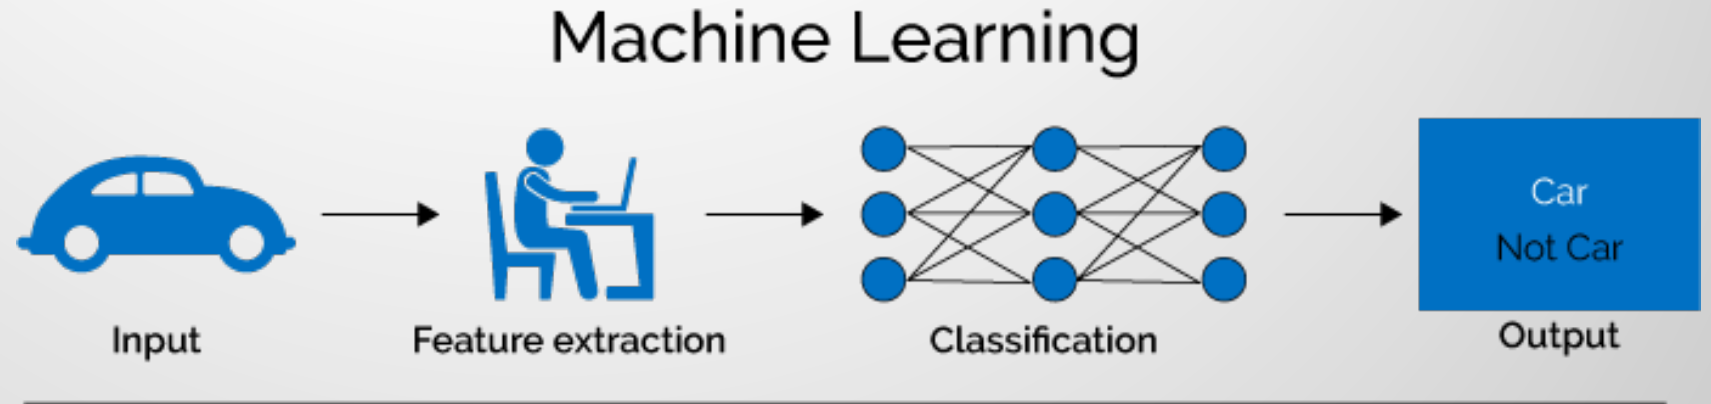 Machine Learning
Car
Not Car
Input
Feature extraction
Classification
Output